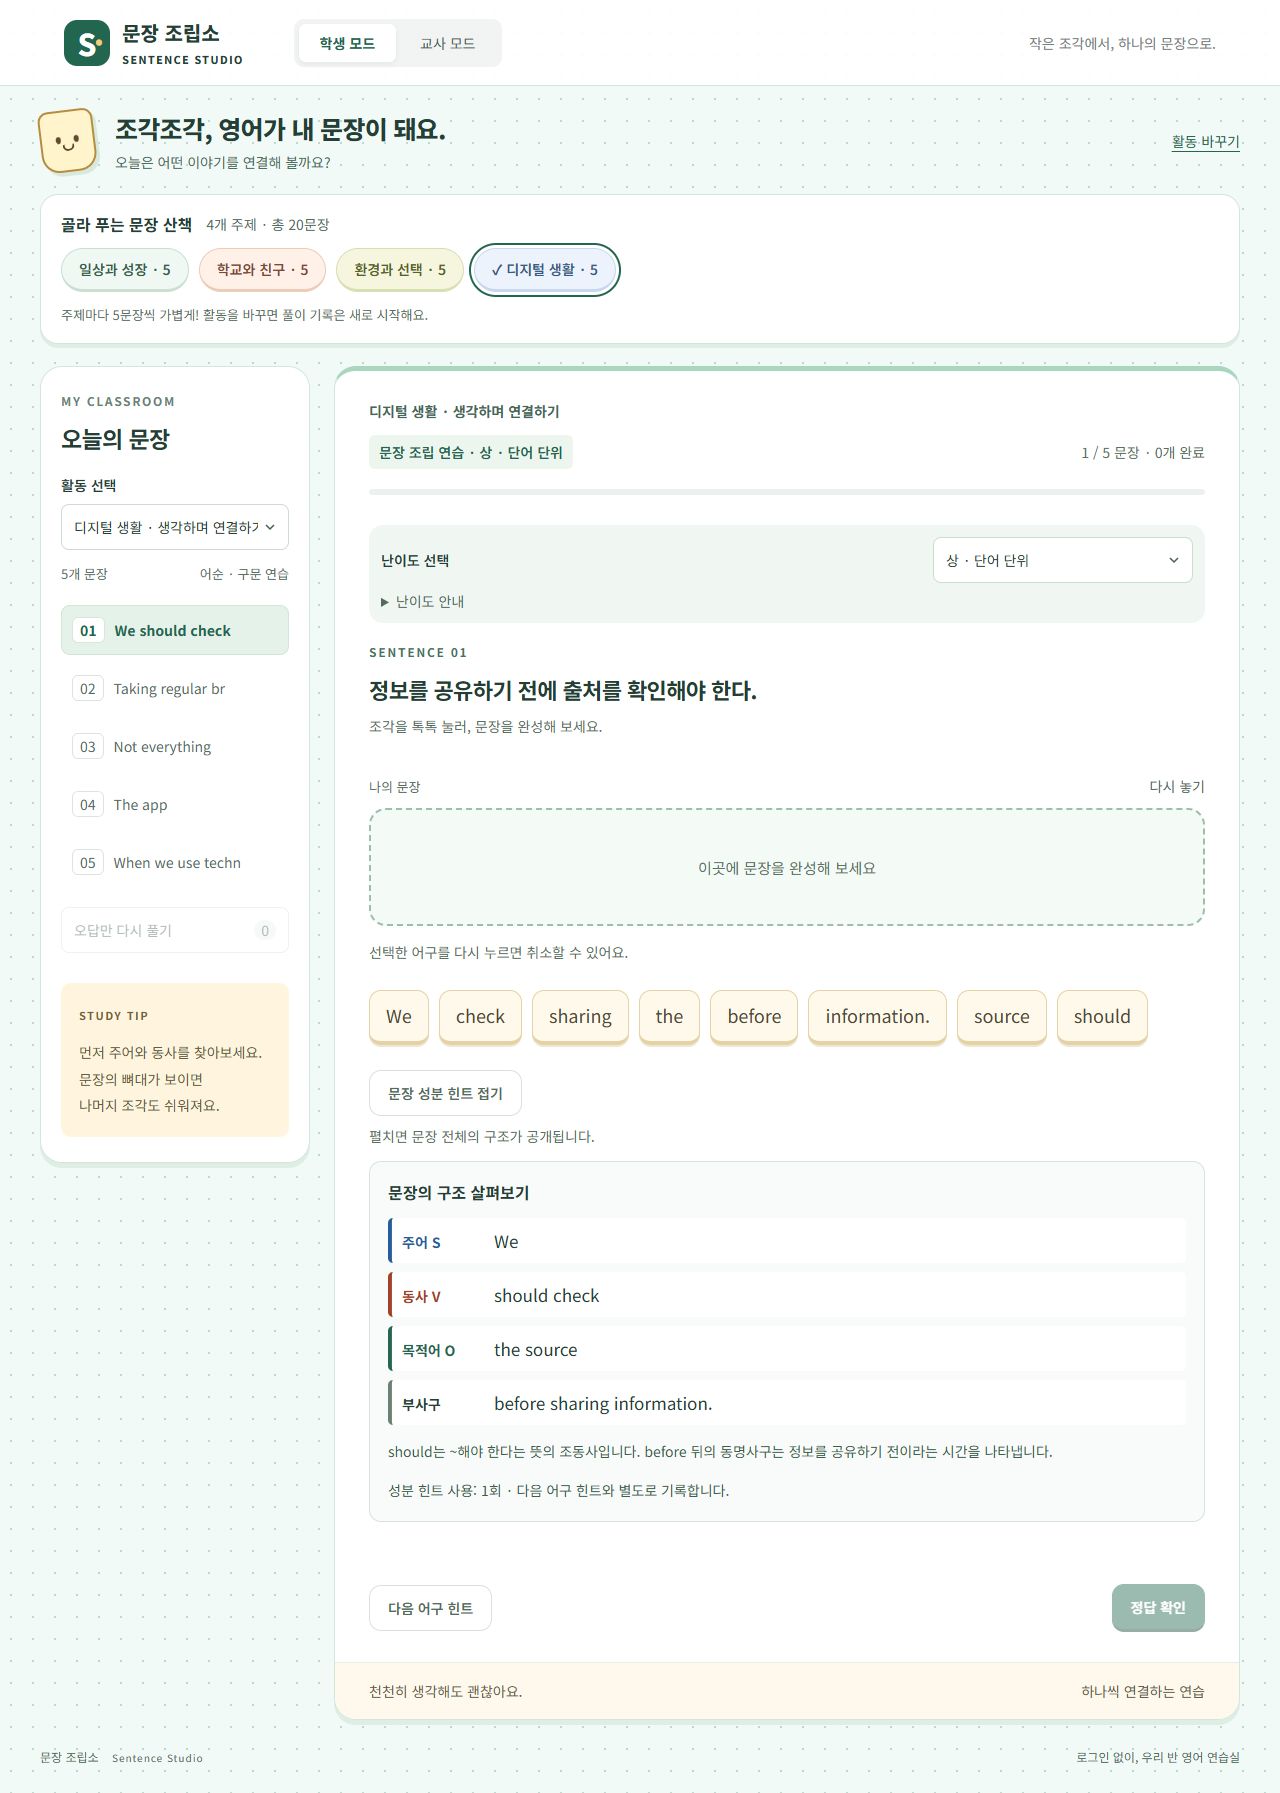 S
문장 조립소
SENTENCE STUDIO
학생 모드
교사 모드
작은 조각에서, 하나의 문장으로.
조각조각, 영어가 내 문장이 돼요.
오늘은 어떤 이야기를 연결해 볼까요?
활동 바꾸기
골라 푸는 문장 산책 4개 주제 · 총 20문장
일상과 성장 · 5
학교와 친구 · 5
환경과 선택 · 5
✓ 디지털 생활 · 5
주제마다 5문장씩 가볍게! 활동을 바꾸면 풀이 기록은 새로 시작해요.
MY CLASSROOM
오늘의 문장
활동 선택
디지털 생활 · 생각하며 연결하기
5개 문장
어순 · 구문 연습
01 We should check
02 Taking regular br
03 Not everything
04 The app
05 When we use techn
오답만 다시 풀기 0
STUDY TIP
먼저 주어와 동사를 찾아보세요.
문장의 뼈대가 보이면
나머지 조각도 쉬워져요.
디지털 생활 · 생각하며 연결하기
문장 조립 연습 · 상 · 단어 단위
1 / 5 문장 · 0개 완료
난이도 선택
상 · 단어 단위
▶ 난이도 안내
SENTENCE 01
정보를 공유하기 전에 출처를 확인해야 한다.
조각을 톡톡 눌러, 문장을 완성해 보세요.
나의 문장
다시 놓기
이곳에 문장을 완성해 보세요
선택한 어구를 다시 누르면 취소할 수 있어요.
We
check
sharing
the
before
information.
source
should
문장 성분 힌트 접기
펼치면 문장 전체의 구조가 공개됩니다.
문장의 구조 살펴보기
주어 S We
동사 V should check
목적어 O the source
부사구 before sharing information.
should는 ~해야 한다는 뜻의 조동사입니다. before 뒤의 동명사구는 정보를 공유하기 전이라는 시간을 나타냅니다.
성분 힌트 사용: 1회 · 다음 어구 힌트와 별도로 기록합니다.
다음 어구 힌트
정답 확인
천천히 생각해도 괜찮아요.
하나씩 연결하는 연습
문장 조립소 Sentence Studio
로그인 없이, 우리 반 영어 연습실